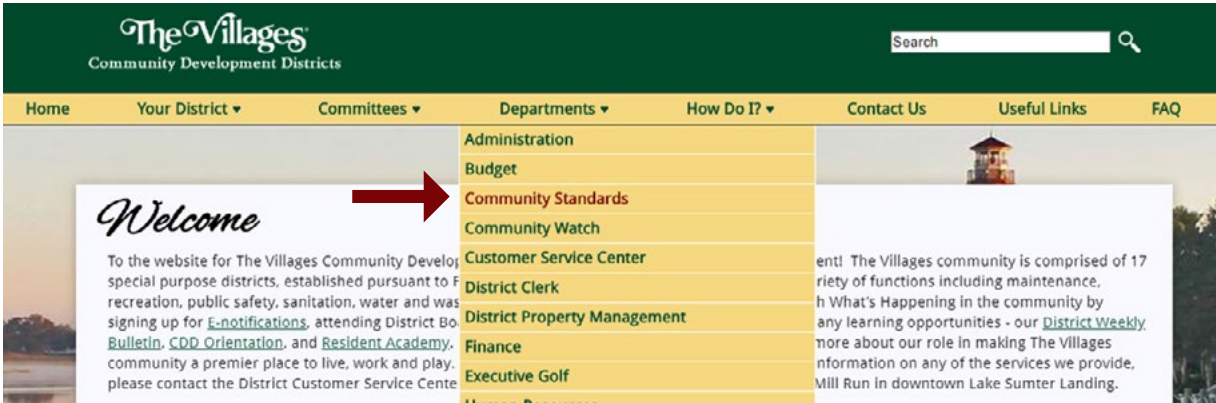 The Villages
Community Development Districts
Search
Home Your District ▾ Committees ▾ Departments ▾ How Do I? ▾ Contact Us Useful Links FAQ
Administration
Budget
Community Standards
Community Watch
Customer Service Center
District Clerk
District Property Management
Finance
Executive Golf
Human Resources
Welcome
To the website for The Villages Community Develop ent! The Villages community is comprised of 17
special purpose districts, established pursuant to F riety of functions including maintenance,
recreation, public safety, sanitation, water and was h What's Happening in the community by
signing up for E-notifications, attending District Bo any learning opportunities - our District Weekly
Bulletin, CDD Orientation, and Resident Academy. more about our role in making The Villages
community a premier place to live, work and play. nformation on any of the services we provide,
please contact the District Customer Service Cente Mill Run in downtown Lake Sumter Landing.